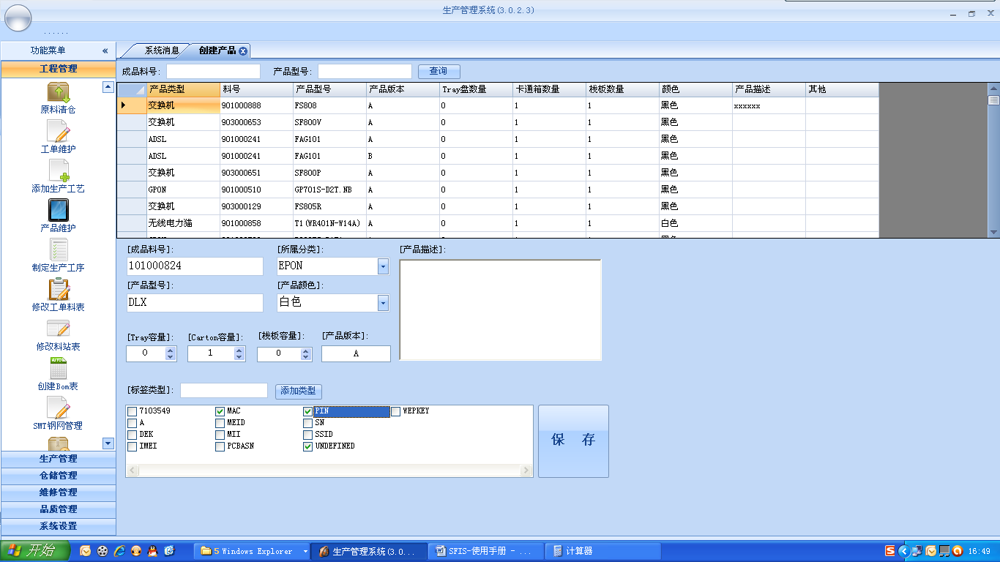 生产管理系统(3.0.2.3)
......
功能菜单 «
系统消息 创建产品
工程管理
原料清仓
工单维护
添加生产工艺
产品维护
制定生产工序
修改工单料表
修改料站表
AUTO
创建Bom表
SMT钢网管理
生产管理
仓储管理
维修管理
品质管理
系统设置
成品料号: 产品型号: 查询
产品类型 料号 产品型号 产品版本 Tray盘数量 卡通箱数量 栈板数量 颜色 产品描述 其他
交换机 901000888 FS808 A 0 1 1 黑色 xxxxxx
交换机 903000653 SF800V A 0 1 1 黑色
ADSL 901000241 FAG101 A 0 1 1 黑色
ADSL 901000241 FAG101 B 0 1 1 黑色
交换机 903000651 SF800P A 0 1 1 黑色
GPON 901000510 GP701S-D2T.NB A 0 1 1 黑色
交换机 903000129 FS805R A 0 1 1 黑色
无线电力猫 901000858 T1(WR401N-W14A) A 0 1 1 白色
[成品料号]: [所属分类]: [产品描述]:
101000824 EPON
[产品型号]: [产品颜色]:
DLX 白色
[Tray容量]: [Carton容量]: [栈板容量]: [产品版本]:
0 1 0 A
[标签类型]: 添加类型
7103549 MAC PIN WEPKEY
A MEID SN
DEK MII SSID
IMEI PCBASN UNDEFINED
保 存
开始 5 Windows Explorer 生产管理系统(3.0... SFIS-使用手册 - ... 计算器 16:49